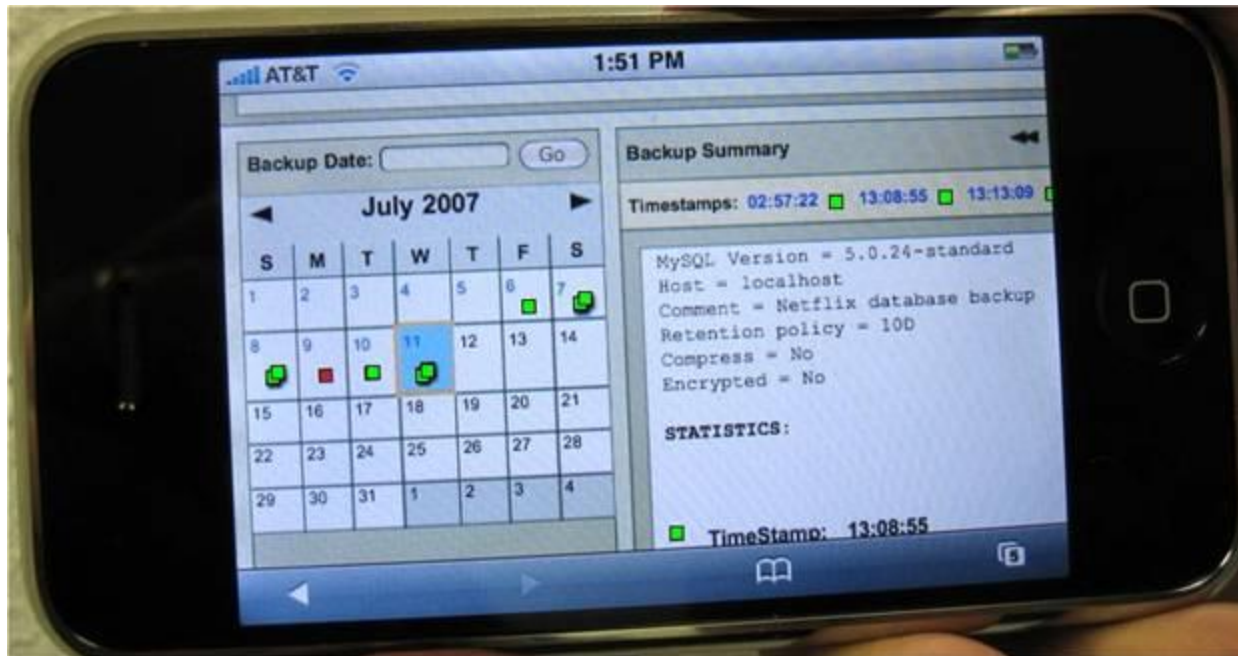 AT&T 1:51 PM
Backup Date: Go
July 2007
S M T W T F S
1 2 3 4 5 6 7
8 9 10 11 12 13 14
15 16 17 18 19 20 21
22 23 24 25 26 27 28
29 30 31 1 2 3 4
Backup Summary
Timestamps: 02:57:22 13:08:55 13:13:09
MySQL Version = 5.0.24-standard
Host = localhost
Comment = Netflix database backup
Retention policy = 10D
Compress = No
Encrypted = No
STATISTICS:
TimeStamp: 13:08:55
5